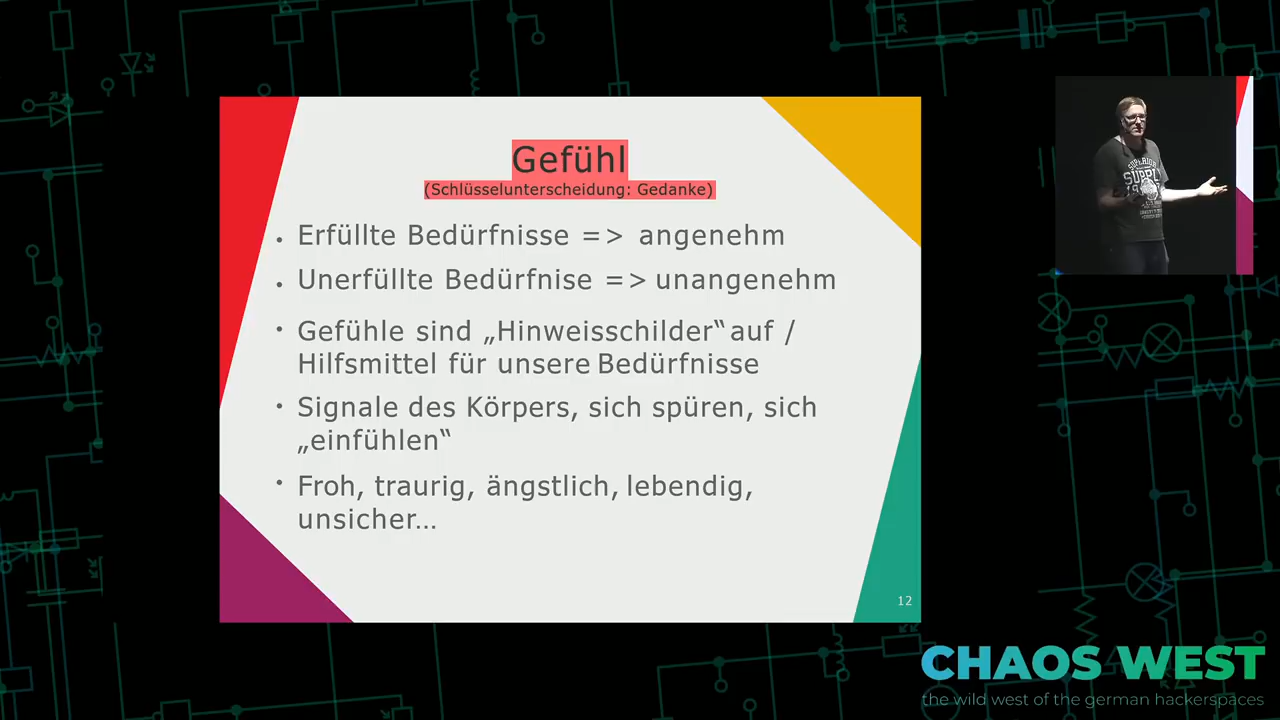 Gefühl
(Schlüsselunterscheidung: Gedanke)
• Erfüllte Bedürfnisse => angenehm
• Unerfüllte Bedürfnise => unangenehm
• Gefühle sind „Hinweisschilder“ auf /
Hilfsmittel für unsere Bedürfnisse
• Signale des Körpers, sich spüren, sich
„einfühlen“
• Froh, traurig, ängstlich, lebendig,
unsicher...
12
SUPERIOR
SUPPL
CHAOS WEST
the wild west of the german hackerspaces